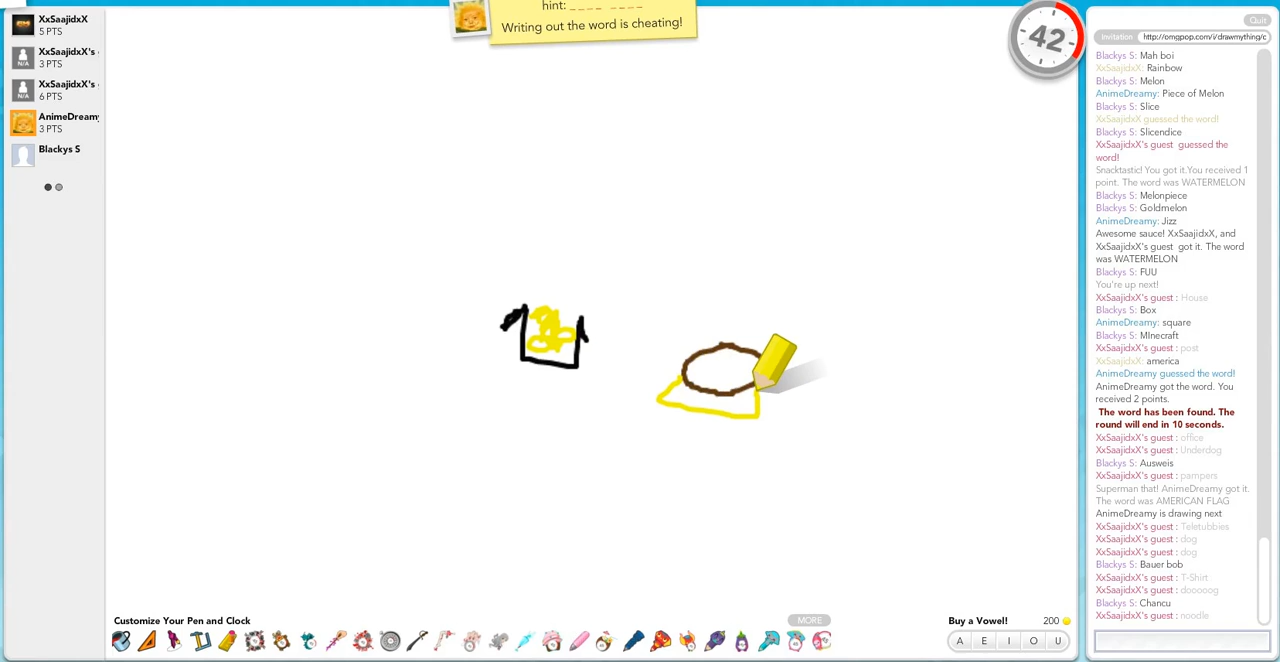 hint: _ _ _ _  _ _ _ _
Writing out the word is cheating!
42
XxSaajidxX
5 PTS
XxSaajidxX's
3 PTS
XxSaajidxX's
6 PTS
AnimeDreamy
3 PTS
Blackys S
N/A
N/A
Quit
Invitation http://omgpop.com/i/drawmything/c
Blackys S: Mah boi
XxSaajidxX: Rainbow
Blackys S: Melon
AnimeDreamy: Piece of Melon
Blackys S: Slice
XxSaajidxX guessed the word!
Blackys S: Slicendice
XxSaajidxX's guest guessed the
word!
Snacktastic! You got it.You received 1
point. The word was WATERMELON
Blackys S: Melonpiece
Blackys S: Goldmelon
AnimeDreamy: Jizz
Awesome sauce! XxSaajidxX, and
XxSaajidxX's guest got it. The word
was WATERMELON
Blackys S: FUU
You're up next!
XxSaajidxX's guest : House
Blackys S: Box
AnimeDreamy: square
Blackys S: MInecraft
XxSaajidxX's guest : post
XxSaajidxX: america
AnimeDreamy guessed the word!
AnimeDreamy got the word. You
received 2 points.
The word has been found. The
round will end in 10 seconds.
XxSaajidxX's guest : office
XxSaajidxX's guest : Underdog
Blackys S: Ausweis
XxSaajidxX's guest : pampers
Superman that! AnimeDreamy got it.
The word was AMERICAN FLAG
AnimeDreamy is drawing next
XxSaajidxX's guest : Teletubbies
XxSaajidxX's guest : dog
XxSaajidxX's guest : dog
Blackys S: Bauer bob
XxSaajidxX's guest : T-Shirt
XxSaajidxX's guest : dooooog
Blackys S: Chancu
XxSaajidxX's guest : noodle
Customize Your Pen and Clock
MORE
Buy a Vowel! 200
A E I O U